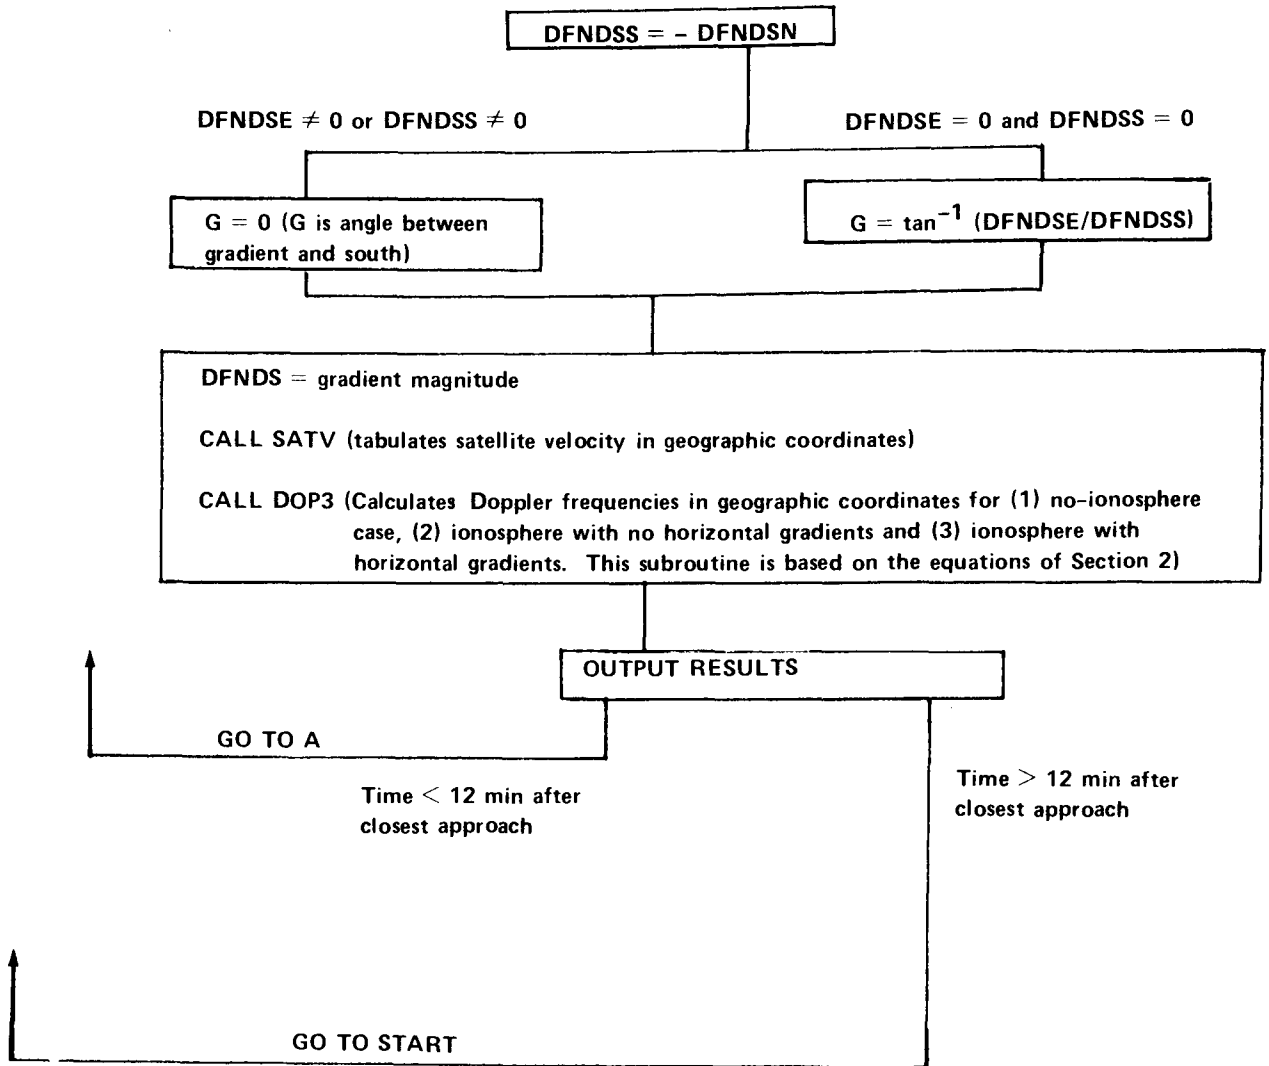 DFNDSS = - DFNDSN
DFNDSE ≠ 0 or DFNDSS ≠ 0
DFNDSE = 0 and DFNDSS = 0
G = 0 (G is angle between
gradient and south)
G = tan⁻¹ (DFNDSE/DFNDSS)
DFNDS = gradient magnitude
CALL SATV (tabulates satellite velocity in geographic coordinates)
CALL DOP3 (Calculates Doppler frequencies in geographic coordinates for (1) no-ionosphere
case, (2) ionosphere with no horizontal gradients and (3) ionosphere with
horizontal gradients. This subroutine is based on the equations of Section 2)
OUTPUT RESULTS
GO TO A
Time < 12 min after
closest approach
Time > 12 min after
closest approach
GO TO START